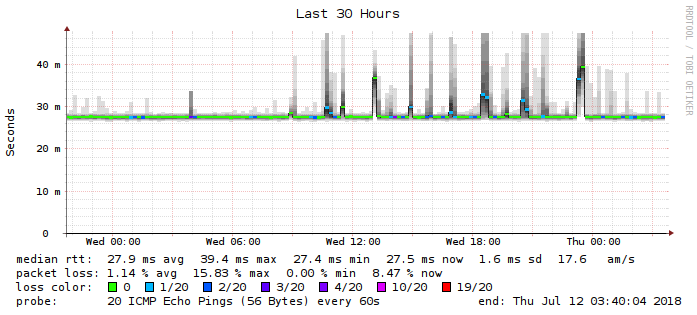 Last 30 Hours
RRDTOOL / TOBI OETIKER
Seconds
40 m
30 m
20 m
10 m
0
Wed 00:00 Wed 06:00 Wed 12:00 Wed 18:00 Thu 00:00
median rtt: 27.9 ms avg 39.4 ms max 27.4 ms min 27.5 ms now 1.6 ms sd 17.6 am/s
packet loss: 1.14 % avg 15.83 % max 0.00 % min 8.47 % now
loss color: 0 1/20 2/20 3/20 4/20 10/20 19/20
probe: 20 ICMP Echo Pings (56 Bytes) every 60s end: Thu Jul 12 03:40:04 2018